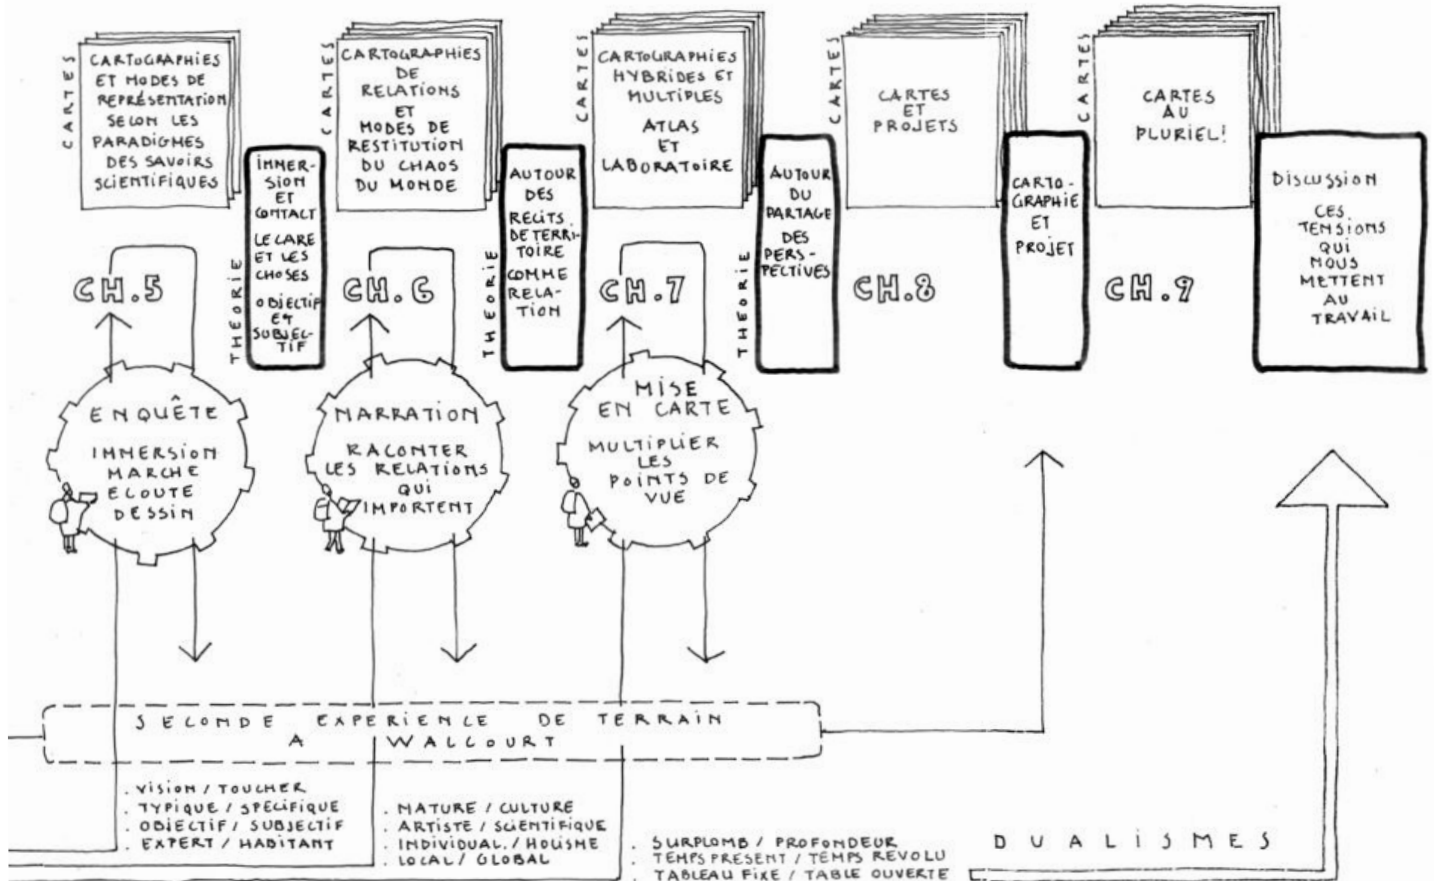 CARTES
CARTOGRAPHIES
ET MODES DE
REPRÉSENTATION
SELON LES
PARADIGMES
DES SAVOIRS
SCIENTIFIQUES
THEORIE
IMMER-
SION
ET
CONTACT
LE CARE
ET LES
CHOSES
OBJECTIF
ET
SUBJEC-
TIF
CH.5
ENQUÊTE
IMMERSION
MARCHE
ECOUTE
DESSIN
CARTES
CARTOGRAPHIES
DE
RELATIONS
ET
MODES DE
RESTITUTION
DU CHAOS
DU MONDE
THEORIE
AUTOUR
DES
RECITS
DE TERRI-
TOIRE
COMME
RELA-
TION
CH.6
NARRATION
RACONTER
LES RELATIONS
QUI
IMPORTENT
CARTES
CARTOGRAPHIES
HYBRIDES ET
MULTIPLES
ATLAS
ET
LABORATOIRE
THEORIE
AUTOUR
DU
PARTAGE
DES
PERS-
PECTIVES
CH.7
MISE
EN CARTE
MULTIPLIER
LES
POINTS DE
VUE
CARTES
CARTES
ET
PROJETS
CARTO-
GRAPHIE
ET
PROJET
CH.8
CARTES
CARTES
AU
PLURIEL!
DISCUSSION
CES
TENSIONS
QUI
NOUS
METTENT
AU
TRAVAIL
CH.9
SECONDE EXPERIENCE DE TERRAIN
A WALCOURT
. VISION / TOUCHER
. TYPIQUE / SPECIFIQUE
. OBJECTIF / SUBJECTIF
. EXPERT / HABITANT
. NATURE / CULTURE
. ARTISTE / SCIENTIFIQUE
. INDIVIDUAL. / HOLISME
. LOCAL / GLOBAL
. SURPLOMB / PROFONDEUR
. TEMPS PRESENT / TEMPS REVOLU
. TABLEAU FIXE / TABLE OUVERTE
DUALISMES